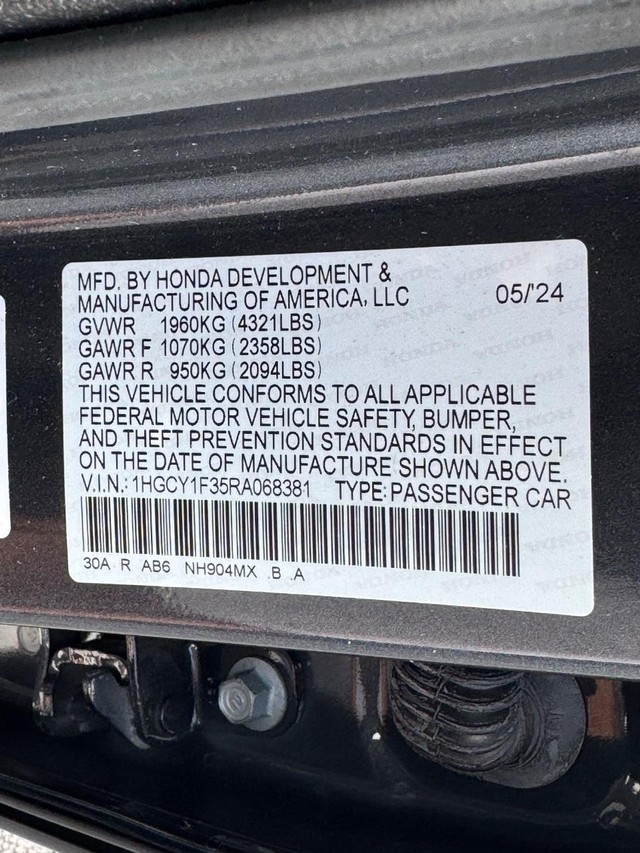 MFD. BY HONDA DEVELOPMENT &
MANUFACTURING OF AMERICA, LLC 05/'24
GVWR 1960KG (4321LBS)
GAWR F 1070KG (2358LBS)
GAWR R 950KG (2094LBS)
THIS VEHICLE CONFORMS TO ALL APPLICABLE
FEDERAL MOTOR VEHICLE SAFETY, BUMPER,
AND THEFT PREVENTION STANDARDS IN EFFECT
ON THE DATE OF MANUFACTURE SHOWN ABOVE.
V.I.N.: 1HGCY1F35RA068381 TYPE: PASSENGER CAR
30A R AB6 NH904MX .B .A